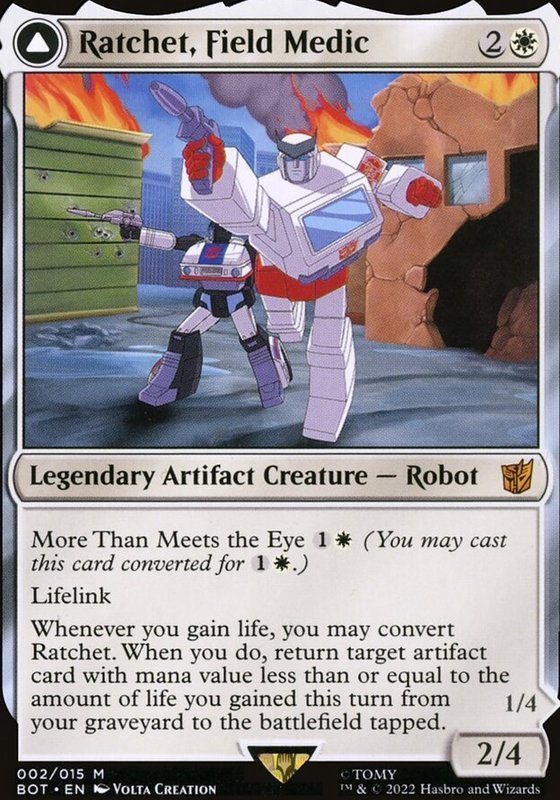 Ratchet, Field Medic 2
Legendary Artifact Creature — Robot
More Than Meets the Eye 1 (You may cast
this card converted for 1 .)
Lifelink
Whenever you gain life, you may convert
Ratchet. When you do, return target artifact
card with mana value less than or equal to the
amount of life you gained this turn from
your graveyard to the battlefield tapped.
1/4
2/4
002/015 M
BOT • EN Volta Creation
© TOMY
™ & © 2022 Hasbro and Wizards